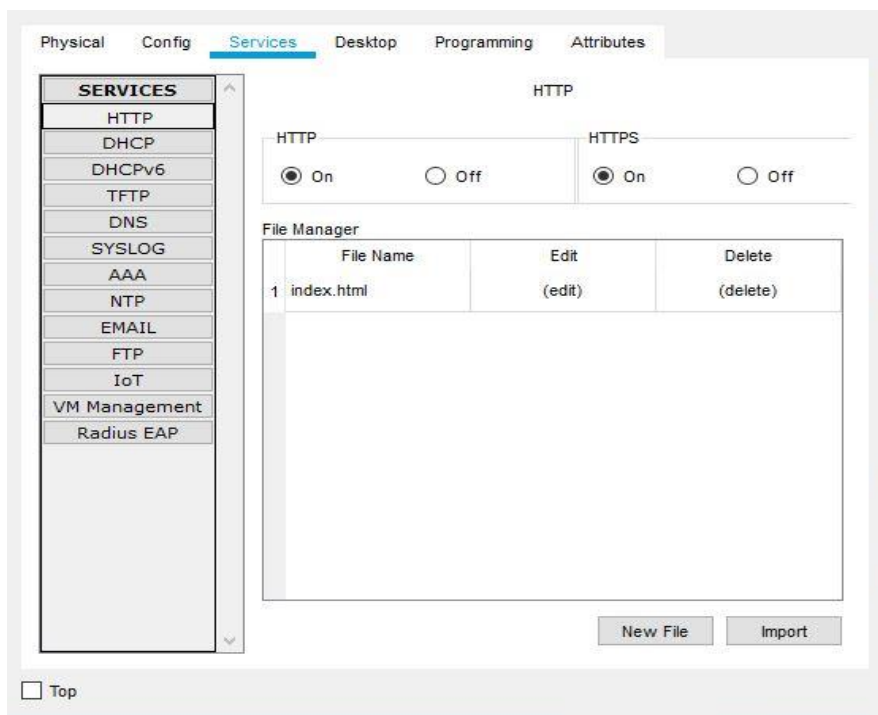 Physical Config Services Desktop Programming Attributes
SERVICES
HTTP
DHCP
DHCPv6
TFTP
DNS
SYSLOG
AAA
NTP
EMAIL
FTP
IoT
VM Management
Radius EAP
HTTP
HTTP HTTPS
On Off On Off
File Manager
File Name Edit Delete
1 index.html (edit) (delete)
New File Import
Top